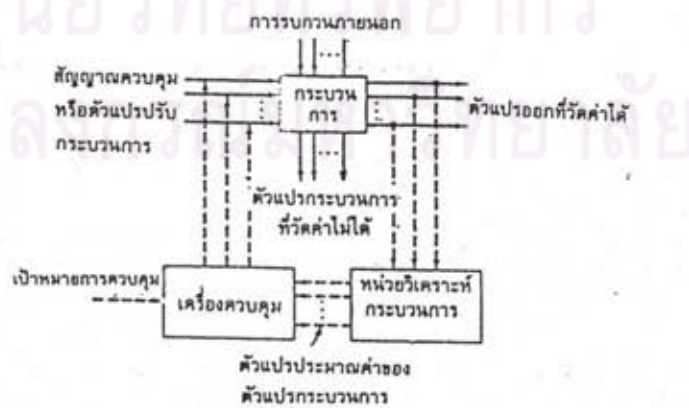 การรบกวนภายนอก
สัญญาณควบคุม
หรือตัวแปรปรับ
กระบวนการ
กระบวน
การ
ตัวแปรออกที่วัดค่าได้
ตัวแปรกระบวนการ
ที่วัดค่าไม่ได้
เป้าหมายการควบคุม
เครื่องควบคุม
หน่วยวิเคราะห์
กระบวนการ
ตัวแปรประมาณค่าของ
ตัวแปรกระบวนการ